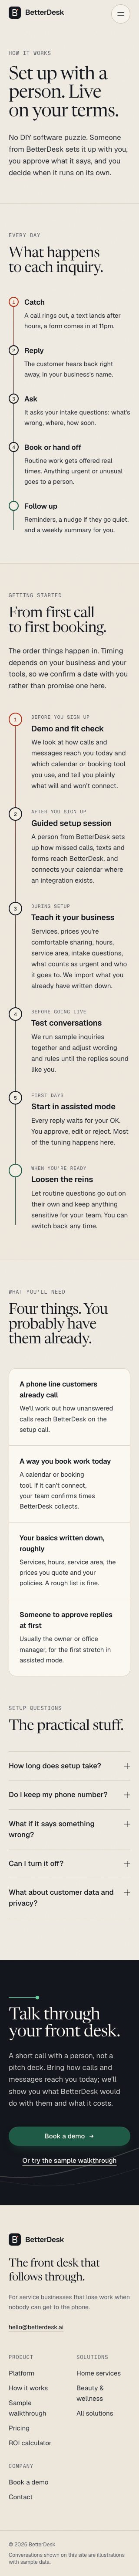 BetterDesk
HOW IT WORKS
Set up with a
person. Live
on your terms.
No DIY software puzzle. Someone
from BetterDesk sets it up with you,
you approve what it says, and you
decide when it runs on its own.
EVERY DAY
What happens
to each inquiry.
1
Catch
A call rings out, a text lands after
hours, a form comes in at 11pm.
2
Reply
The customer hears back right
away, in your business's name.
3
Ask
It asks your intake questions: what's
wrong, where, how soon.
4
Book or hand off
Routine work gets offered real
times. Anything urgent or unusual
goes to a person.
Follow up
Reminders, a nudge if they go quiet,
and a weekly summary for you.
GETTING STARTED
From first call
to first booking.
The order things happen in. Timing
depends on your business and your
tools, so we confirm a date with you
rather than promise one here.
1
BEFORE YOU SIGN UP
Demo and fit check
We look at how calls and
messages reach you today and
which calendar or booking tool
you use, and tell you plainly
what will and won't connect.
2
AFTER YOU SIGN UP
Guided setup session
A person from BetterDesk sets
up how missed calls, texts and
forms reach BetterDesk, and
connects your calendar where
an integration exists.
3
DURING SETUP
Teach it your business
Services, prices you're
comfortable sharing, hours,
service area, intake questions,
what counts as urgent and who
it goes to. We import what you
already have written down.
4
BEFORE GOING LIVE
Test conversations
We run sample inquiries
together and adjust wording
and rules until the replies sound
like you.
5
FIRST DAYS
Start in assisted mode
Every reply waits for your OK.
You approve, edit or reject. Most
of the tuning happens here.
WHEN YOU'RE READY
Loosen the reins
Let routine questions go out on
their own and keep anything
sensitive for your team. You can
switch back any time.
WHAT YOU'LL NEED
Four things. You
probably have
them already.
A phone line customers
already call
We'll work out how unanswered
calls reach BetterDesk on the
setup call.
A way you book work today
A calendar or booking
tool. If it can't connect,
your team confirms times
BetterDesk collects.
Your basics written down,
roughly
Services, hours, service area, the
prices you quote and your
policies. A rough list is fine.
Someone to approve replies
at first
Usually the owner or office
manager, for the first stretch in
assisted mode.
SETUP QUESTIONS
The practical stuff.
How long does setup take?
Do I keep my phone number?
What if it says something
wrong?
Can I turn it off?
What about customer data and
privacy?
Talk through
your front desk.
A short call with a person, not a
pitch deck. Bring how calls and
messages reach you today; we'll
show you what BetterDesk would
do with them and what it costs.
Book a demo →
Or try the sample walkthrough
BetterDesk
The front desk that
follows through.
For service businesses that lose work when
nobody can get to the phone.
hello@betterdesk.ai
PRODUCT
Platform
How it works
Sample
walkthrough
Pricing
ROI calculator
SOLUTIONS
Home services
Beauty &
wellness
All solutions
COMPANY
Book a demo
Contact
© 2026 BetterDesk
Conversations shown on this site are illustrations
with sample data.